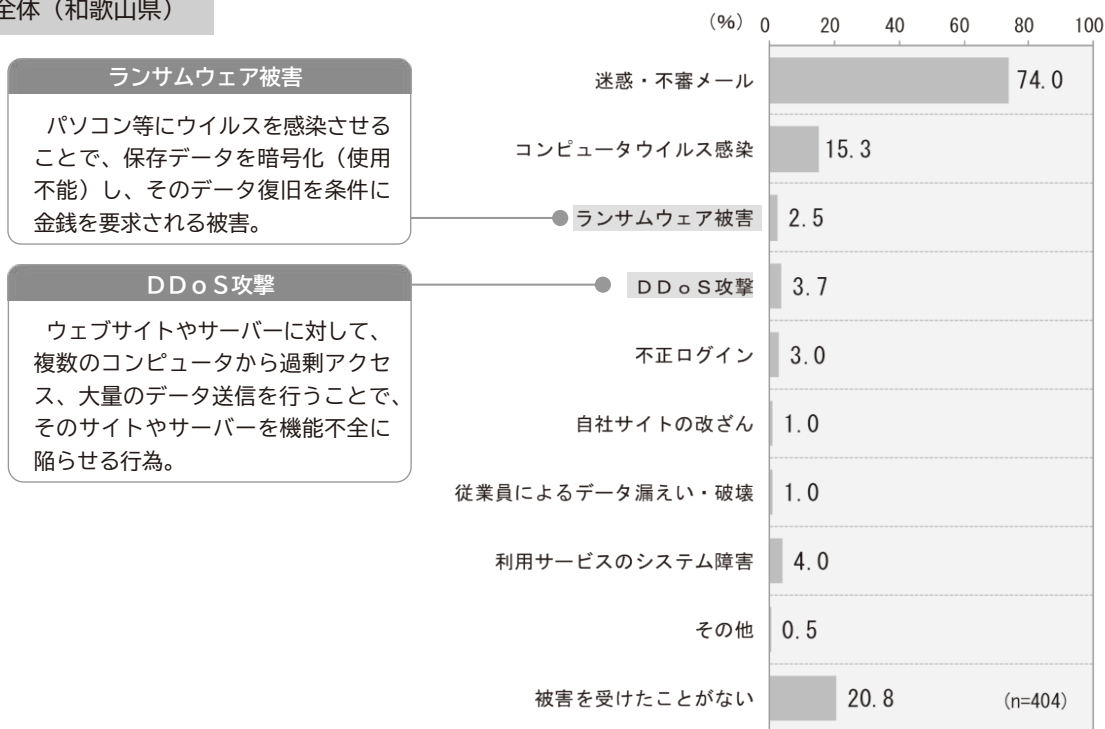 全体（和歌山県）
ランサムウェア被害
パソコン等にウイルスを感染させる
ことで、保存データを暗号化（使用
不能）し、そのデータ復旧を条件に
金銭を要求される被害。
ＤＤｏＳ攻撃
ウェブサイトやサーバーに対して、
複数のコンピュータから過剰アクセ
ス、大量のデータ送信を行うことで、
そのサイトやサーバーを機能不全に
陥らせる行為。
（%） 0 20 40 60 80 100
迷惑・不審メール 74.0
コンピュータウイルス感染 15.3
ランサムウェア被害 2.5
ＤＤｏＳ攻撃 3.7
不正ログイン 3.0
自社サイトの改ざん 1.0
従業員によるデータ漏えい・破壊 1.0
利用サービスのシステム障害 4.0
その他 0.5
被害を受けたことがない 20.8 (n=404)